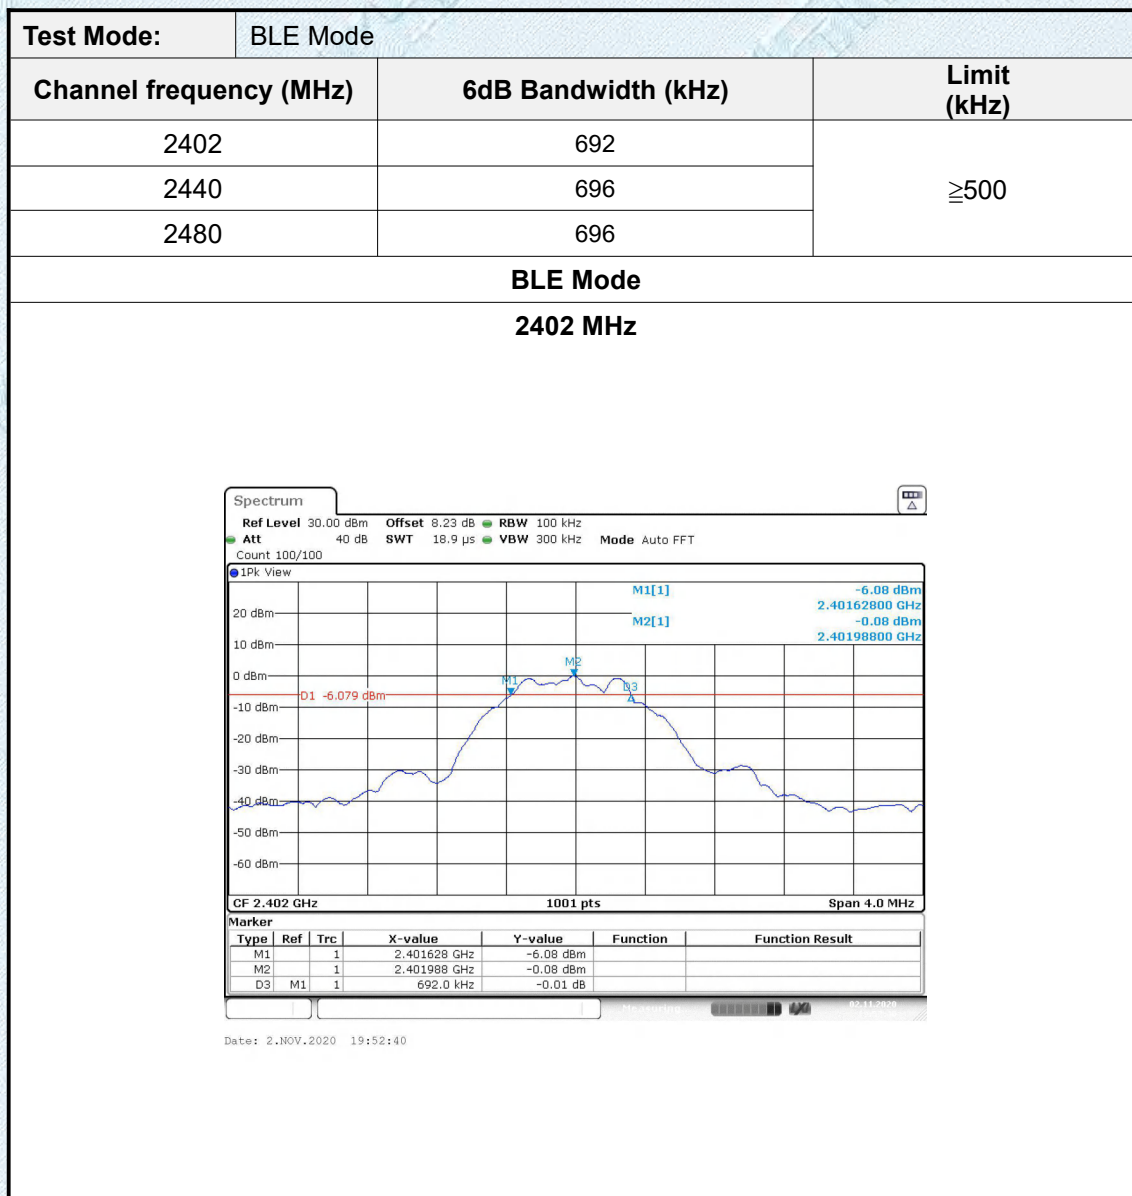 Test Mode: BLE Mode
Channel frequency (MHz) 6dB Bandwidth (kHz) Limit (kHz)
2402 692
2440 696 ≧500
2480 696
BLE Mode
2402 MHz
Spectrum
Ref Level 30.00 dBm Offset 8.23 dB RBW 100 kHz
Att 40 dB SWT 18.9 µs VBW 300 kHz Mode Auto FFT
Count 100/100
1Pk View
M1[1] -6.08 dBm
2.40162800 GHz
20 dBm
M2[1] -0.08 dBm
2.40198800 GHz
10 dBm
M2
0 dBm
M1
D3
D1 -6.079 dBm
-10 dBm
-20 dBm
-30 dBm
-40 dBm
-50 dBm
-60 dBm
CF 2.402 GHz 1001 pts Span 4.0 MHz
Marker
Type Ref Trc X-value Y-value Function Function Result
M1 1 2.401628 GHz -6.08 dBm
M2 1 2.401988 GHz -0.08 dBm
D3 M1 1 692.0 kHz -0.01 dB
Measuring 02.11.2020
Date: 2.NOV.2020 19:52:40